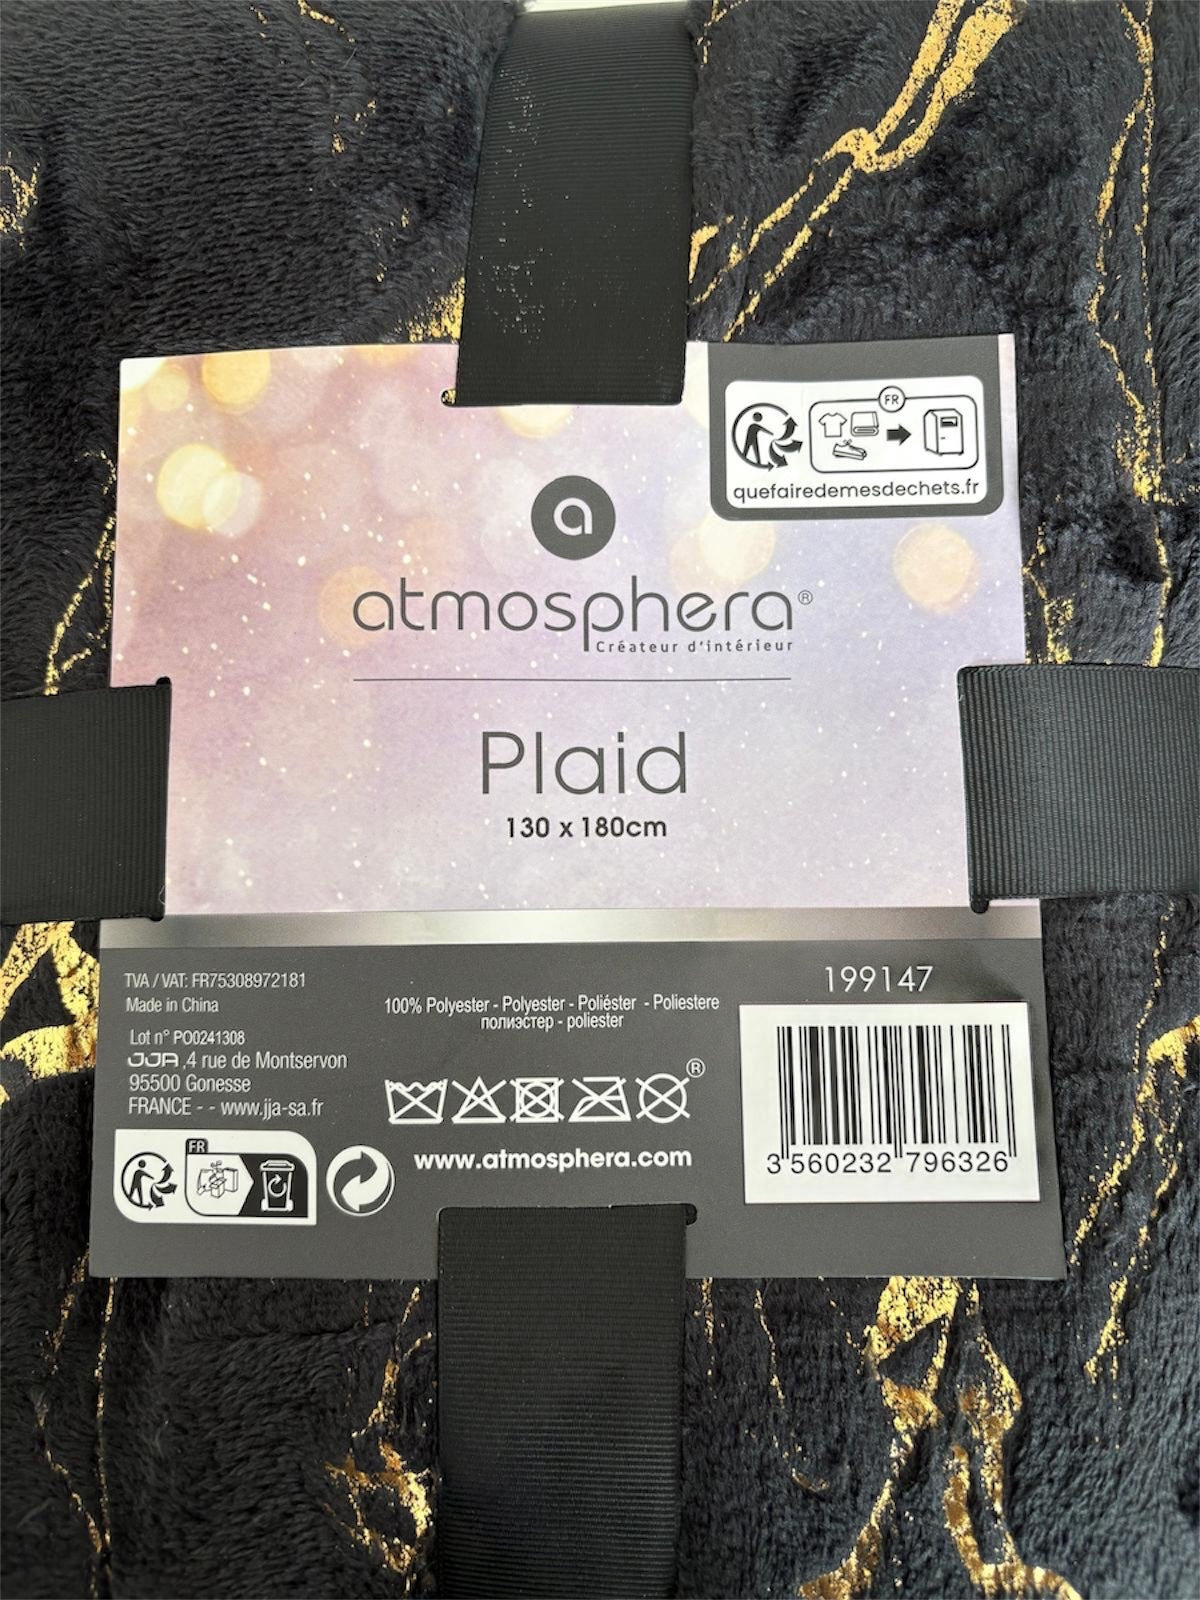 FR
quefairedemesdechets.fr
a
atmosphera®
Créateur d'intérieur
Plaid
130 x 180cm
TVA / VAT: FR75308972181
Made in China
Lot n° PO0241308
JJA ,4 rue de Montservon
95500 Gonesse
FRANCE - - www.jja-sa.fr
100% Polyester - Polyester - Poliéster - Poliestere
полиэстер - poliester
®
www.atmosphera.com
FR
199147
3 560232 796326